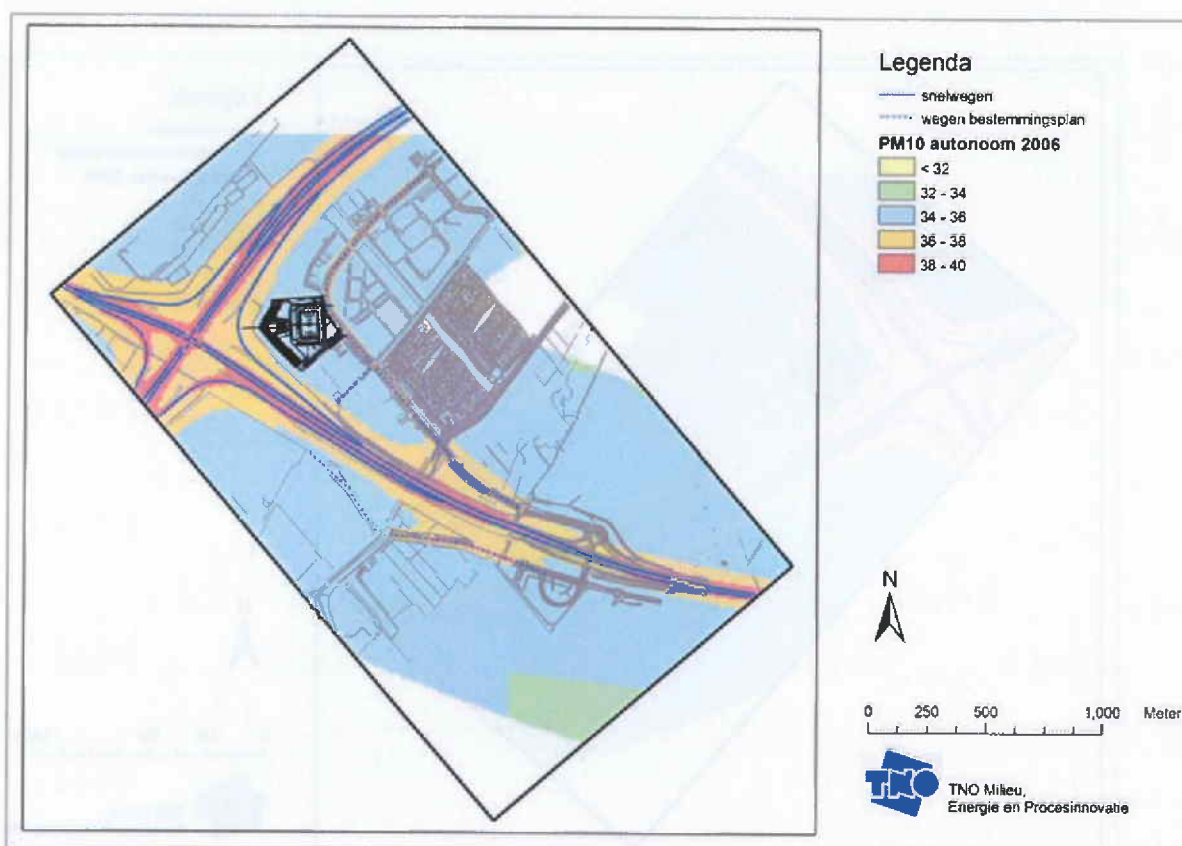 Legenda
snelwegen
wegen bestemmingsplan
PM10 autonoom 2006
< 32
32 - 34
34 - 36
36 - 38
38 - 40
N
0 250 500 1,000 Meter
TNO
TNO Milieu,
Energie en Procesinnovatie